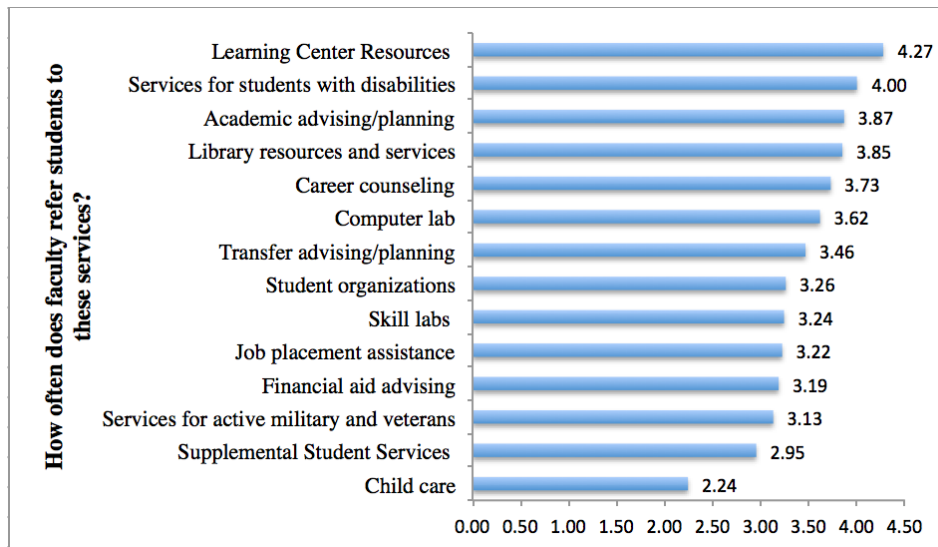 How often does faculty refer students to
these services?
Learning Center Resources 4.27
Services for students with disabilities 4.00
Academic advising/planning 3.87
Library resources and services 3.85
Career counseling 3.73
Computer lab 3.62
Transfer advising/planning 3.46
Student organizations 3.26
Skill labs 3.24
Job placement assistance 3.22
Financial aid advising 3.19
Services for active military and veterans 3.13
Supplemental Student Services 2.95
Child care 2.24
0.00 0.50 1.00 1.50 2.00 2.50 3.00 3.50 4.00 4.50